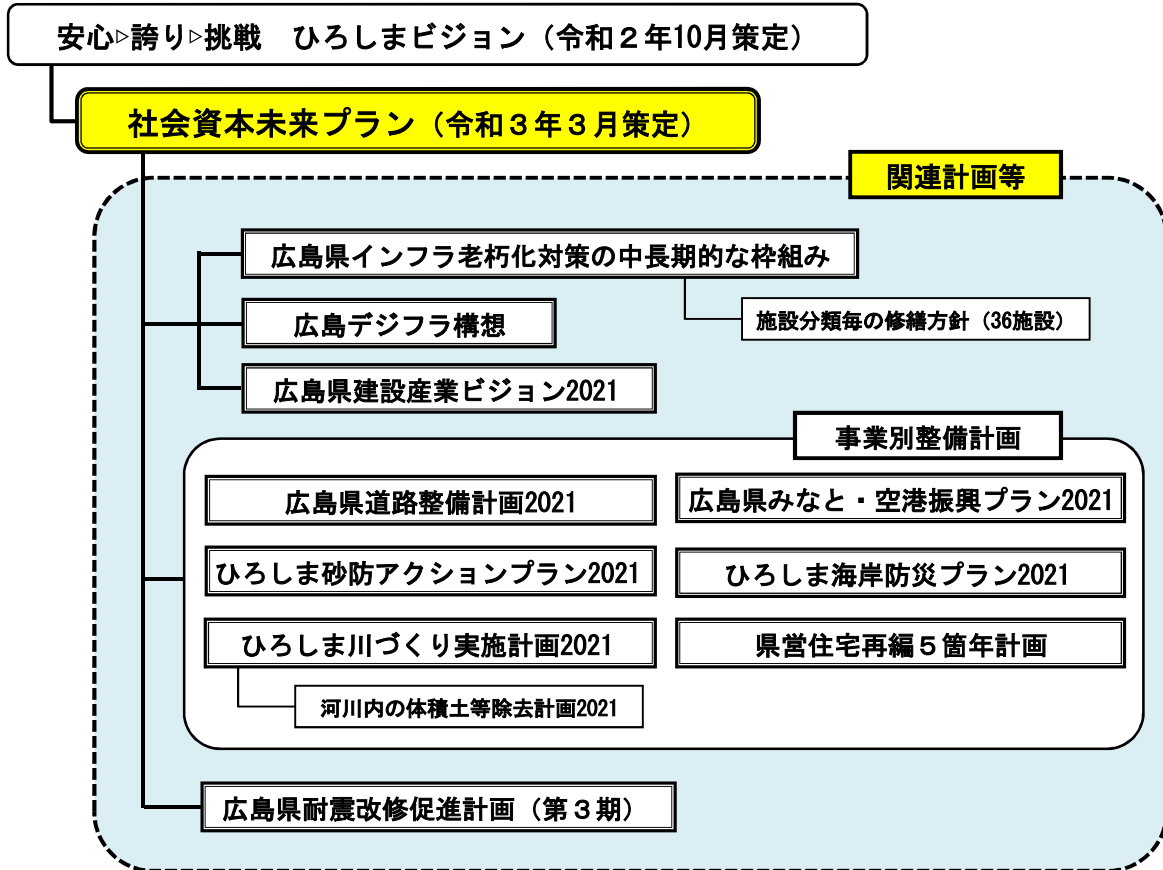 安心▷誇り▷挑戦　ひろしまビジョン（令和２年10月策定）
社会資本未来プラン（令和３年３月策定）
関連計画等
広島県インフラ老朽化対策の中長期的な枠組み
施設分類毎の修繕方針（36施設）
広島デジフラ構想
広島県建設産業ビジョン2021
事業別整備計画
広島県道路整備計画2021
広島県みなと・空港振興プラン2021
ひろしま砂防アクションプラン2021
ひろしま海岸防災プラン2021
ひろしま川づくり実施計画2021
県営住宅再編５箇年計画
河川内の体積土等除去計画2021
広島県耐震改修促進計画（第３期）